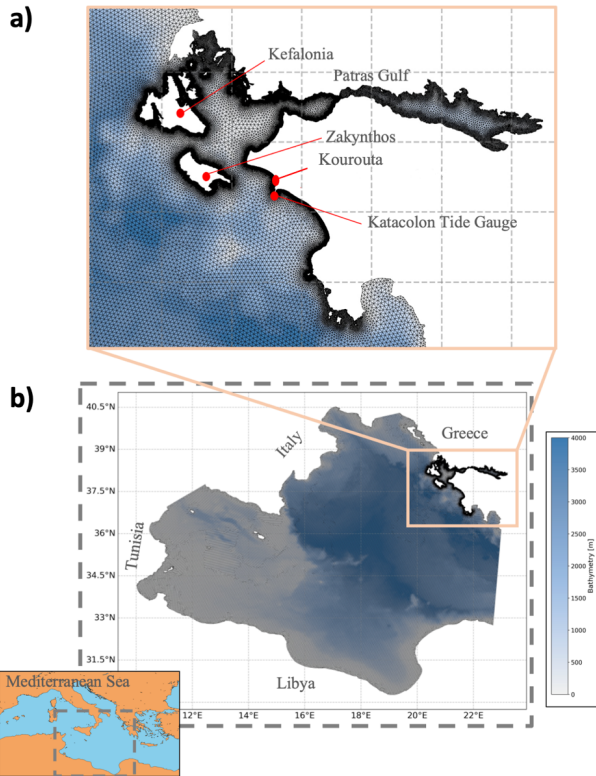 a)
Kefalonia
Patras Gulf
Zakynthos
Kourouta
Katacolon Tide Gauge
b)
40.5°N
39°N
37.5°N
36°N
34.5°N
33°N
31.5°N
Italy
Greece
Tunisia
Libya
12°E
14°E
16°E
18°E
20°E
22°E
4000
3500
3000
2500
2000
1500
1000
500
0
Bathymetry [m]
Mediterranean Sea